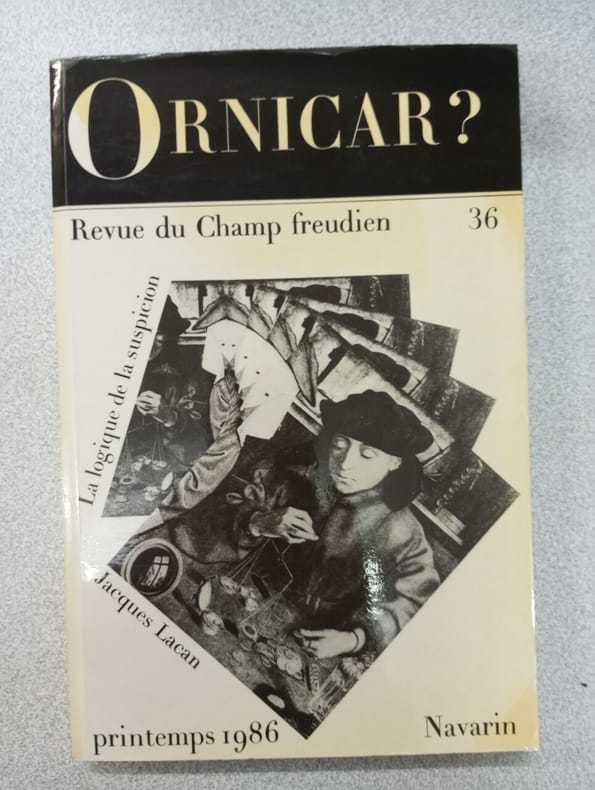 ORNICAR?
Revue du Champ freudien 36
La logique de la suspicion
Jacques Lacan
printemps 1986 Navarin